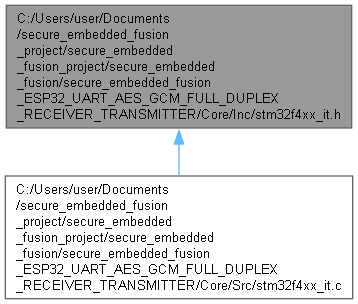 C:/Users/user/Documents
/secure_embedded_fusion
_project/secure_embedded
_fusion_project/secure_embedded
_fusion/secure_embedded_fusion
_ESP32_UART_AES_GCM_FULL_DUPLEX
_RECEIVER_TRANSMITTER/Core/Inc/stm32f4xx_it.h
C:/Users/user/Documents
/secure_embedded_fusion
_project/secure_embedded
_fusion_project/secure_embedded
_fusion/secure_embedded_fusion
_ESP32_UART_AES_GCM_FULL_DUPLEX
_RECEIVER_TRANSMITTER/Core/Src/stm32f4xx_it.c